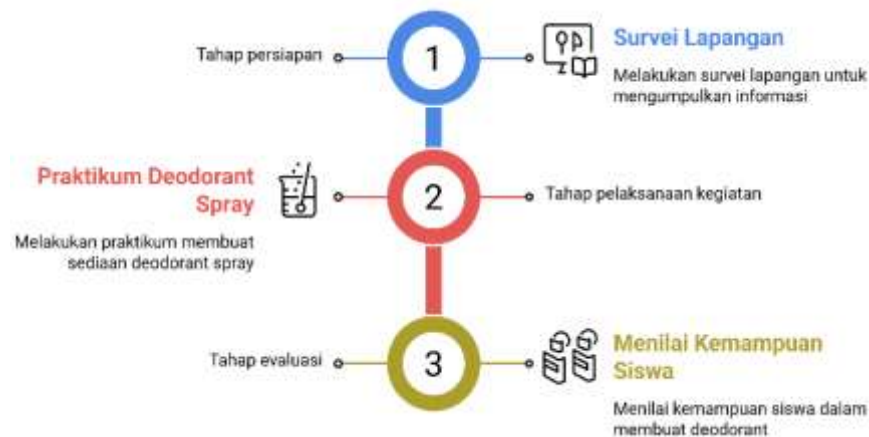 Tahap persiapan
1
Survei Lapangan
Melakukan survei lapangan untuk
mengumpulkan informasi
Praktikum Deodorant
Spray
Melakukan praktikum membuat
sediaan deodorant spray
2
Tahap pelaksanaan kegiatan
Tahap evaluasi
3
Menilai Kemampuan
Siswa
Menilai kemampuan siswa dalam
membuat deodorant